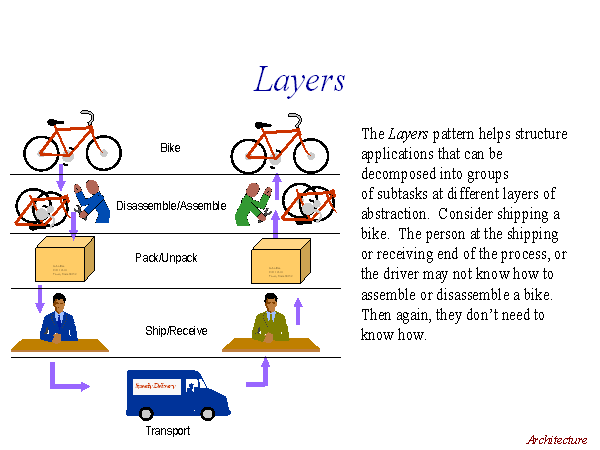 Layers
Bike
Disassemble/Assemble
Pack/Unpack
Ship/Receive
Speedy Delivery
Transport
The Layers pattern helps structure
applications that can be
decomposed into groups
of subtasks at different layers of
abstraction.  Consider shipping a
bike.  The person at the shipping
or receiving end of the process, or
the driver may not know how to
assemble or disassemble a bike.
Then again, they don’t need to
know how.
Architecture